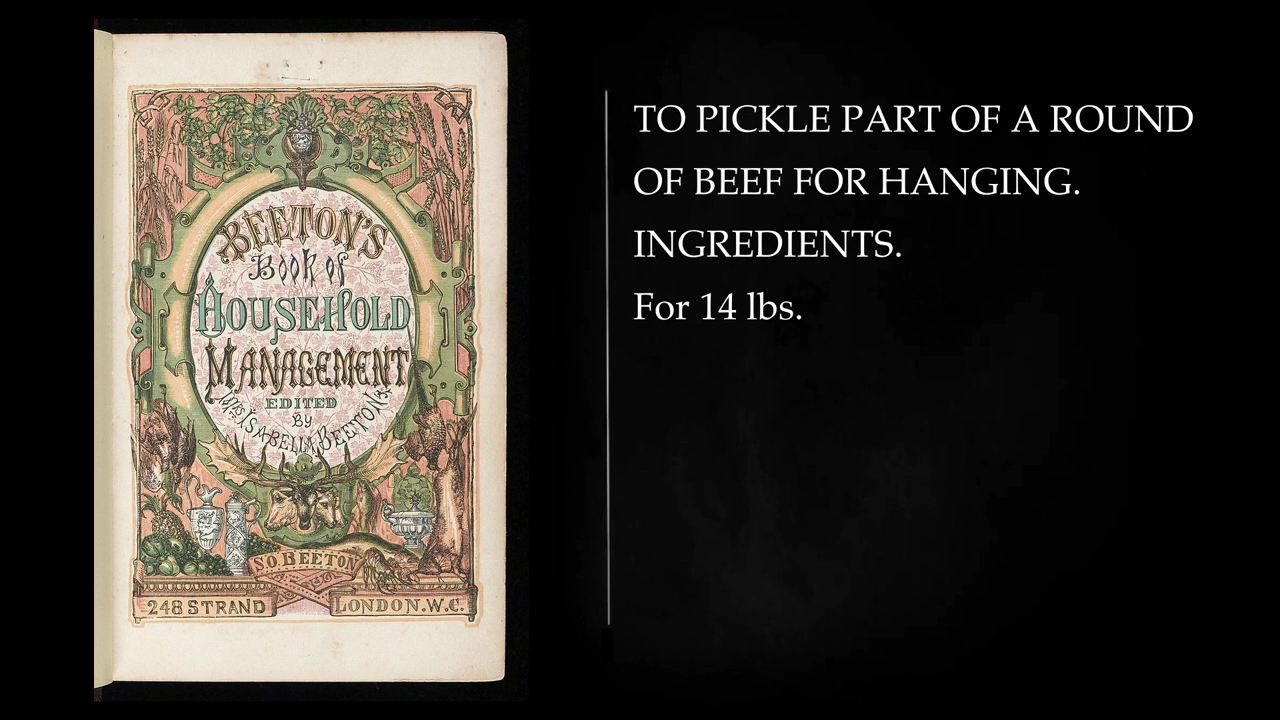 BEETON'S
Book of
HOUSEHOLD
MANAGEMENT
EDITED
By
MRS ISABELLA BEETON
S.O. BEETON
248 STRAND
LONDON. W.C.
TO PICKLE PART OF A ROUND
OF BEEF FOR HANGING.
INGREDIENTS.
For 14 lbs.